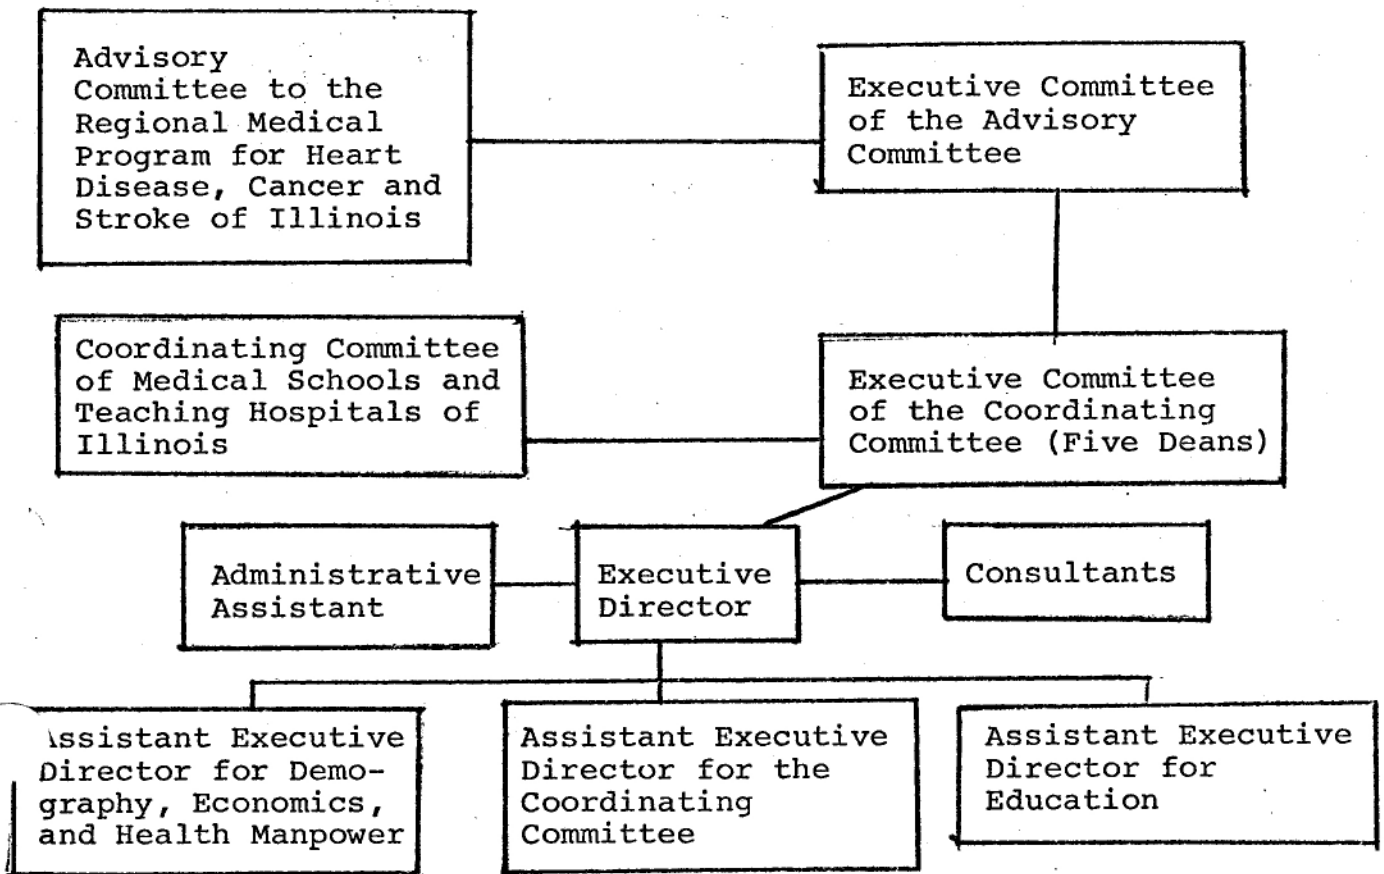 Advisory
Committee to the
Regional Medical
Program for Heart
Disease, Cancer and
Stroke of Illinois
Executive Committee
of the Advisory
Committee
Coordinating Committee
of Medical Schools and
Teaching Hospitals of
Illinois
Executive Committee
of the Coordinating
Committee (Five Deans)
Administrative
Assistant
Executive
Director
Consultants
Assistant Executive
Director for Demo-
graphy, Economics,
and Health Manpower
Assistant Executive
Director for the
Coordinating
Committee
Assistant Executive
Director for
Education